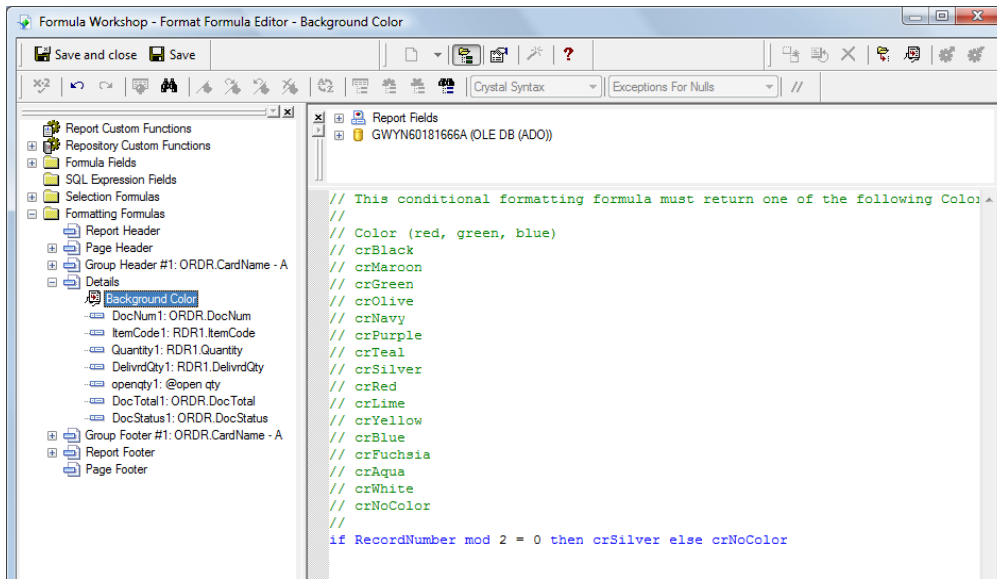 Formula Workshop - Format Formula Editor - Background Color
Save and close Save
Crystal Syntax Exceptions For Nulls //
Report Custom Functions
Repository Custom Functions
Formula Fields
SQL Expression Fields
Selection Formulas
Formatting Formulas
Report Header
Page Header
Group Header #1: ORDR.CardName - A
Details
Background Color
DocNum1: ORDR.DocNum
ItemCode1: RDR1.ItemCode
Quantity1: RDR1.Quantity
DelivrdQty1: RDR1.DelivrdQty
openqty1: @open qty
DocTotal1: ORDR.DocTotal
DocStatus1: ORDR.DocStatus
Group Footer #1: ORDR.CardName - A
Report Footer
Page Footer
Report Fields
GWYN60181666A (OLE DB (ADO))
// This conditional formatting formula must return one of the following Color
//
// Color (red, green, blue)
// crBlack
// crMaroon
// crGreen
// crOlive
// crNavy
// crPurple
// crTeal
// crSilver
// crRed
// crLime
// crYellow
// crBlue
// crFuchsia
// crAqua
// crWhite
// crNoColor
//
if RecordNumber mod 2 = 0 then crSilver else crNoColor